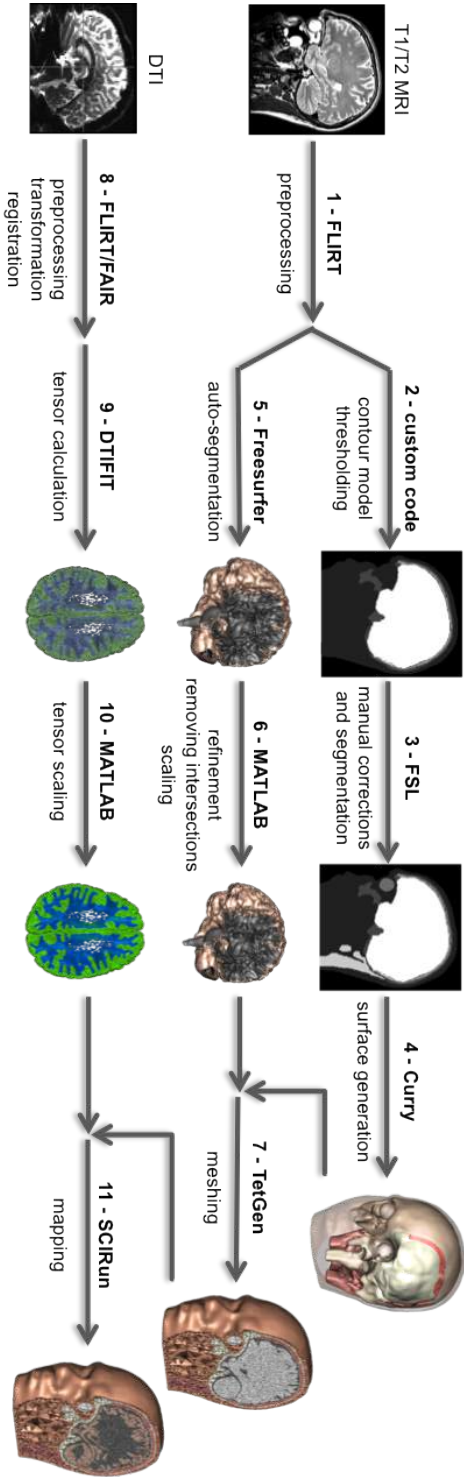 T1/T2 MRI
1 - FLIRT
preprocessing
2 - custom code
contour model
thresholding
3 - FSL
manual corrections
and segmentation
4 - Curry
surface generation
5 - Freesurfer
auto-segmentation
6 - MATLAB
refinement
removing intersections
scaling
7 - TetGen
meshing
DTI
8 - FLIRT/FAIR
preprocessing
transformation
registration
9 - DTIFIT
tensor calculation
10 - MATLAB
tensor scaling
11 - SCIRun
mapping